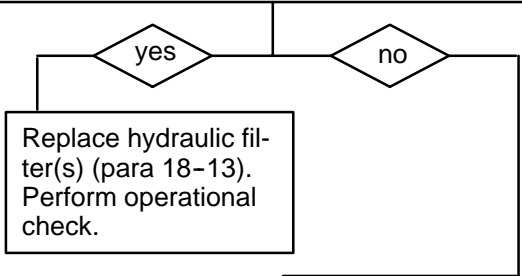 yes
no
Replace hydraulic fil-
ter(s) (para 18-13).
Perform operational
check.